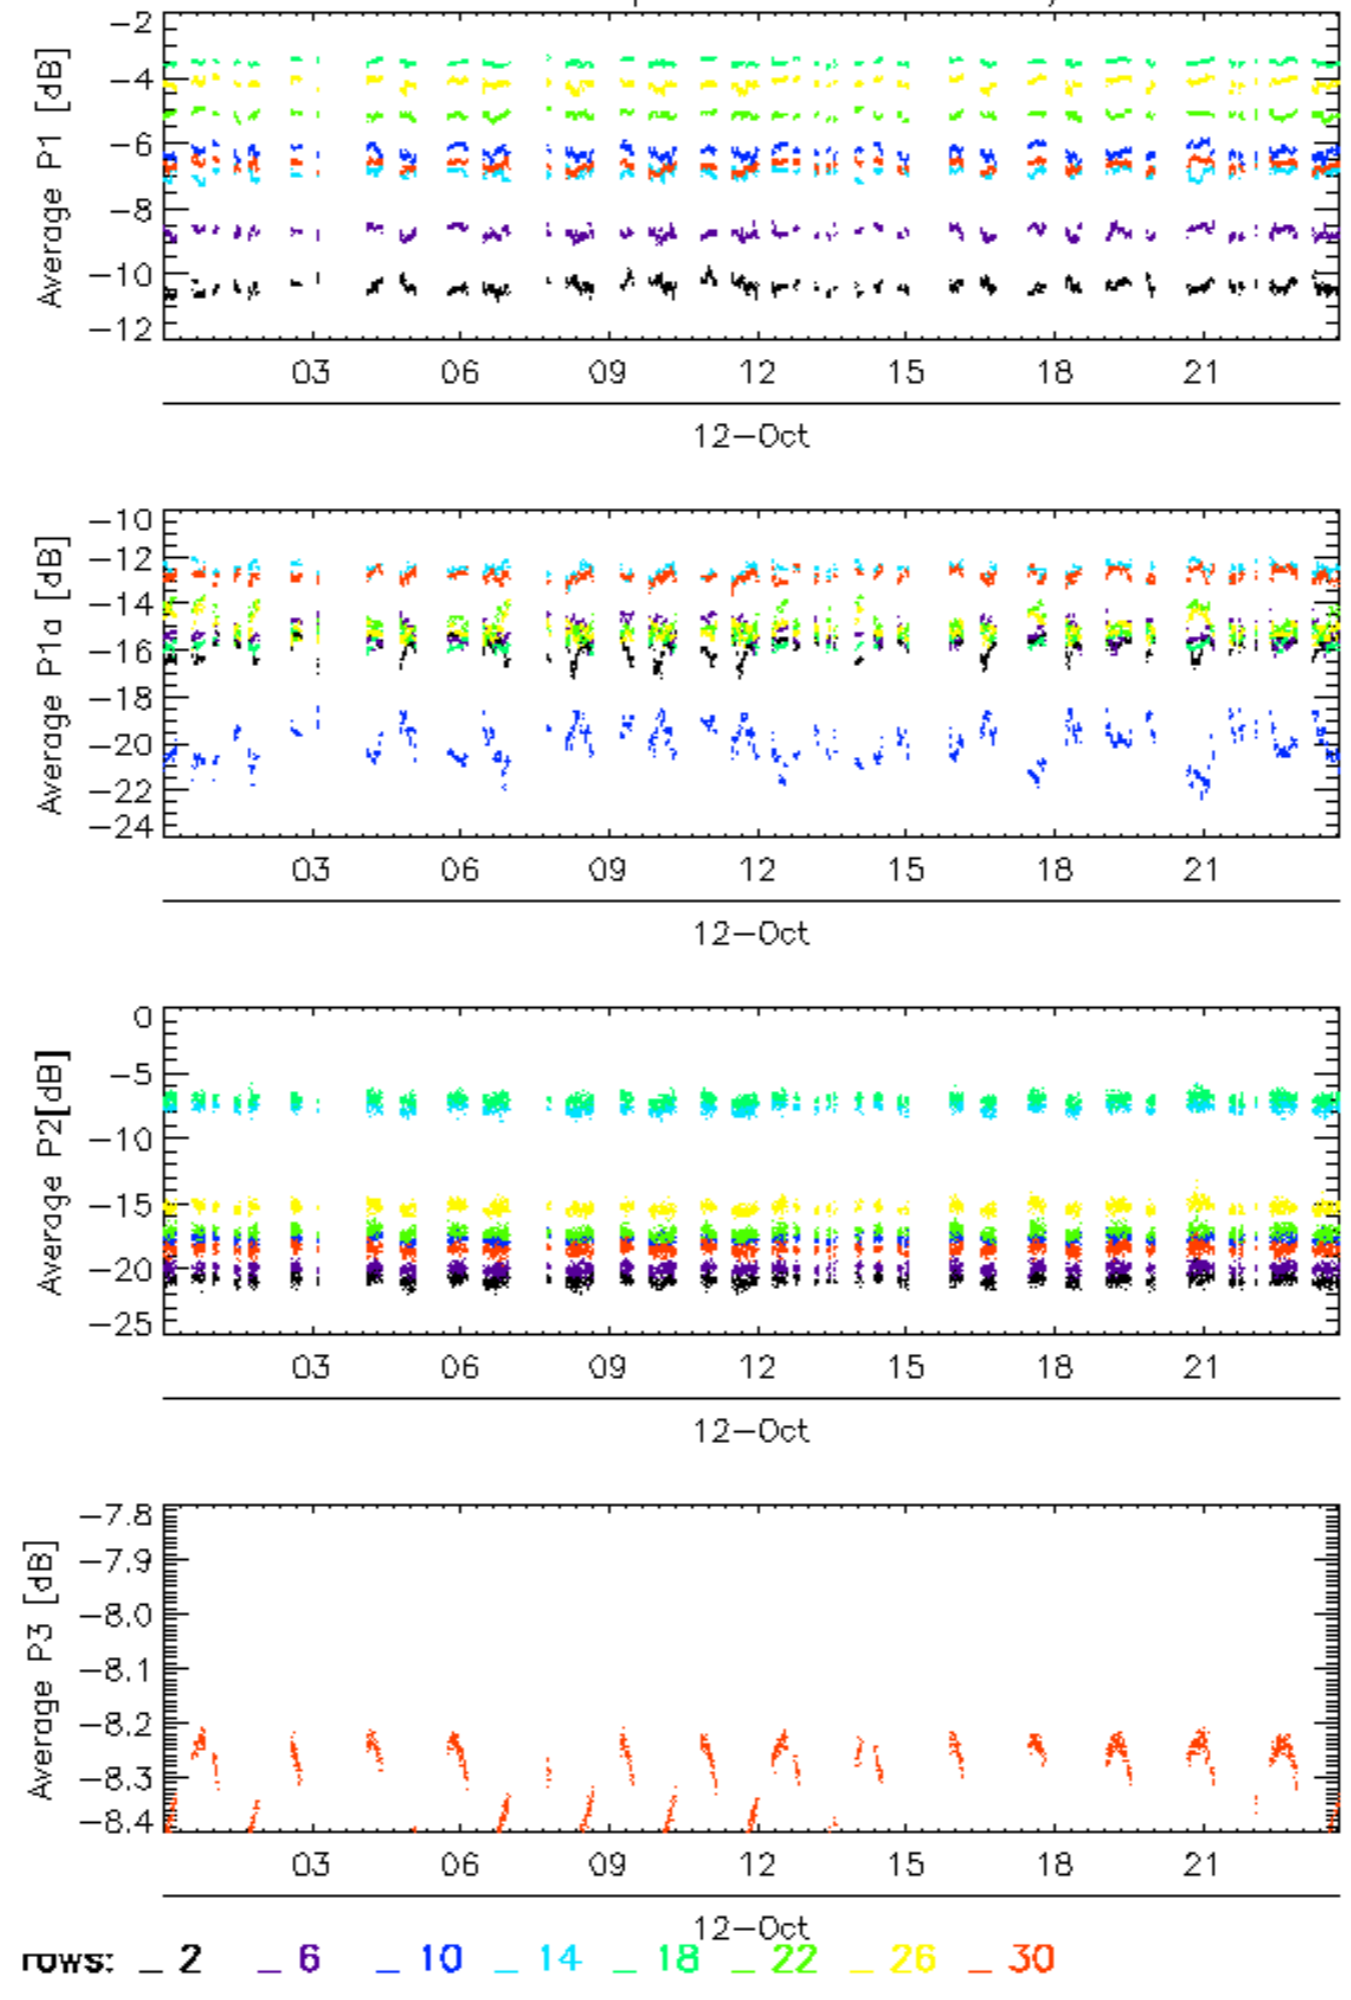 −2
−4
−6
−8
−10
−12
Average P1 [dB]
03 06 09 12 15 18 21
12−Oct
−10
−12
−14
−16
−18
−20
−22
−24
Average P1a [dB]
03 06 09 12 15 18 21
12−Oct
0
−5
−10
−15
−20
−25
Average P2[dB]
03 06 09 12 15 18 21
12−Oct
−7.8
−7.9
−8.0
−8.1
−8.2
−8.3
−8.4
Average P3 [dB]
03 06 09 12 15 18 21
12−Oct
rows: _ 2 _ 6 _ 10 _ 14 _ 18 _ 22 _ 26 _ 30